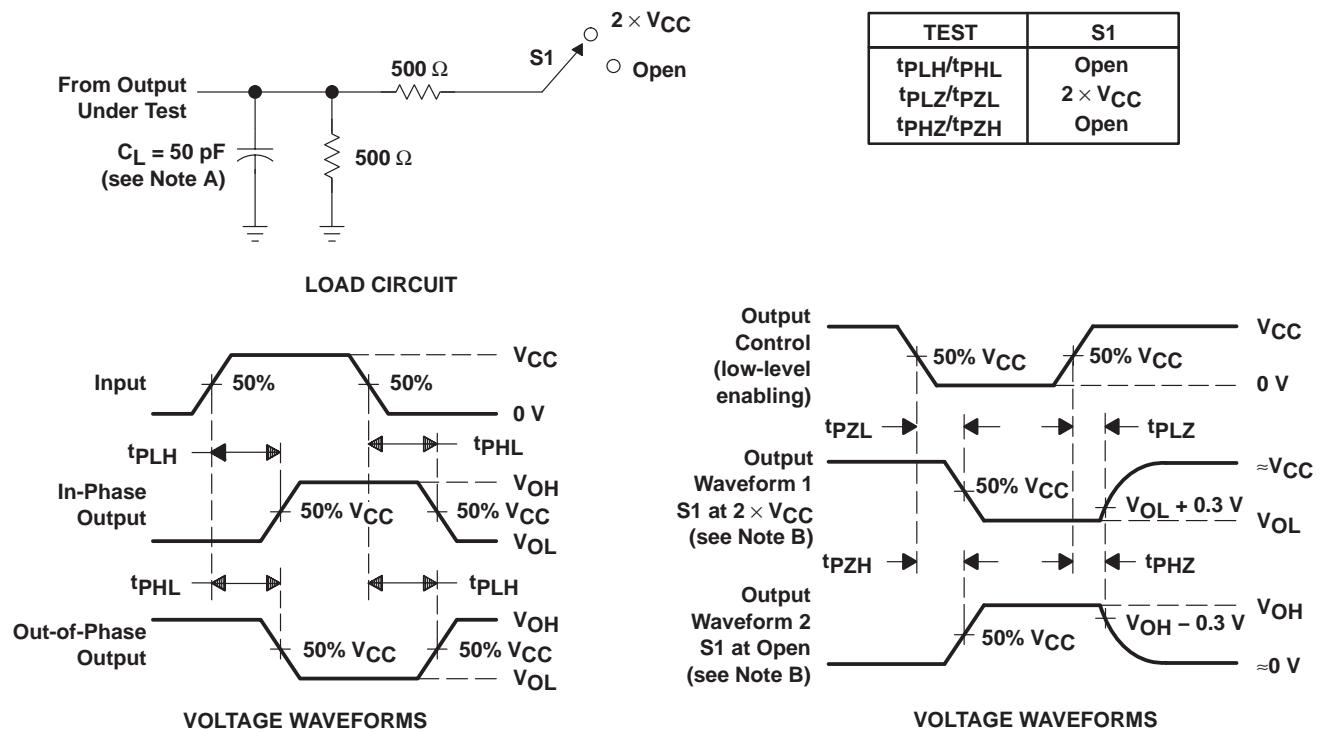 2 × VCC
S1
Open
500 Ω
From Output
Under Test
CL = 50 pF
(see Note A)
500 Ω
LOAD CIRCUIT
TEST S1
tPLH/tPHL Open
tPLZ/tPZL 2 × VCC
tPHZ/tPZH Open
Input
50%
50%
VCC
0 V
tPLH
tPHL
In-Phase
Output
50% VCC
50% VCC
VOH
VOL
tPHL
tPLH
Out-of-Phase
Output
50% VCC
50% VCC
VOH
VOL
VOLTAGE WAVEFORMS
Output
Control
(low-level
enabling)
50% VCC
50% VCC
VCC
0 V
tPZL
tPLZ
Output
Waveform 1
S1 at 2 × VCC
(see Note B)
50% VCC
VOL + 0.3 V
≈VCC
VOL
tPZH
tPHZ
Output
Waveform 2
S1 at Open
(see Note B)
50% VCC
VOH − 0.3 V
VOH
≈0 V
VOLTAGE WAVEFORMS